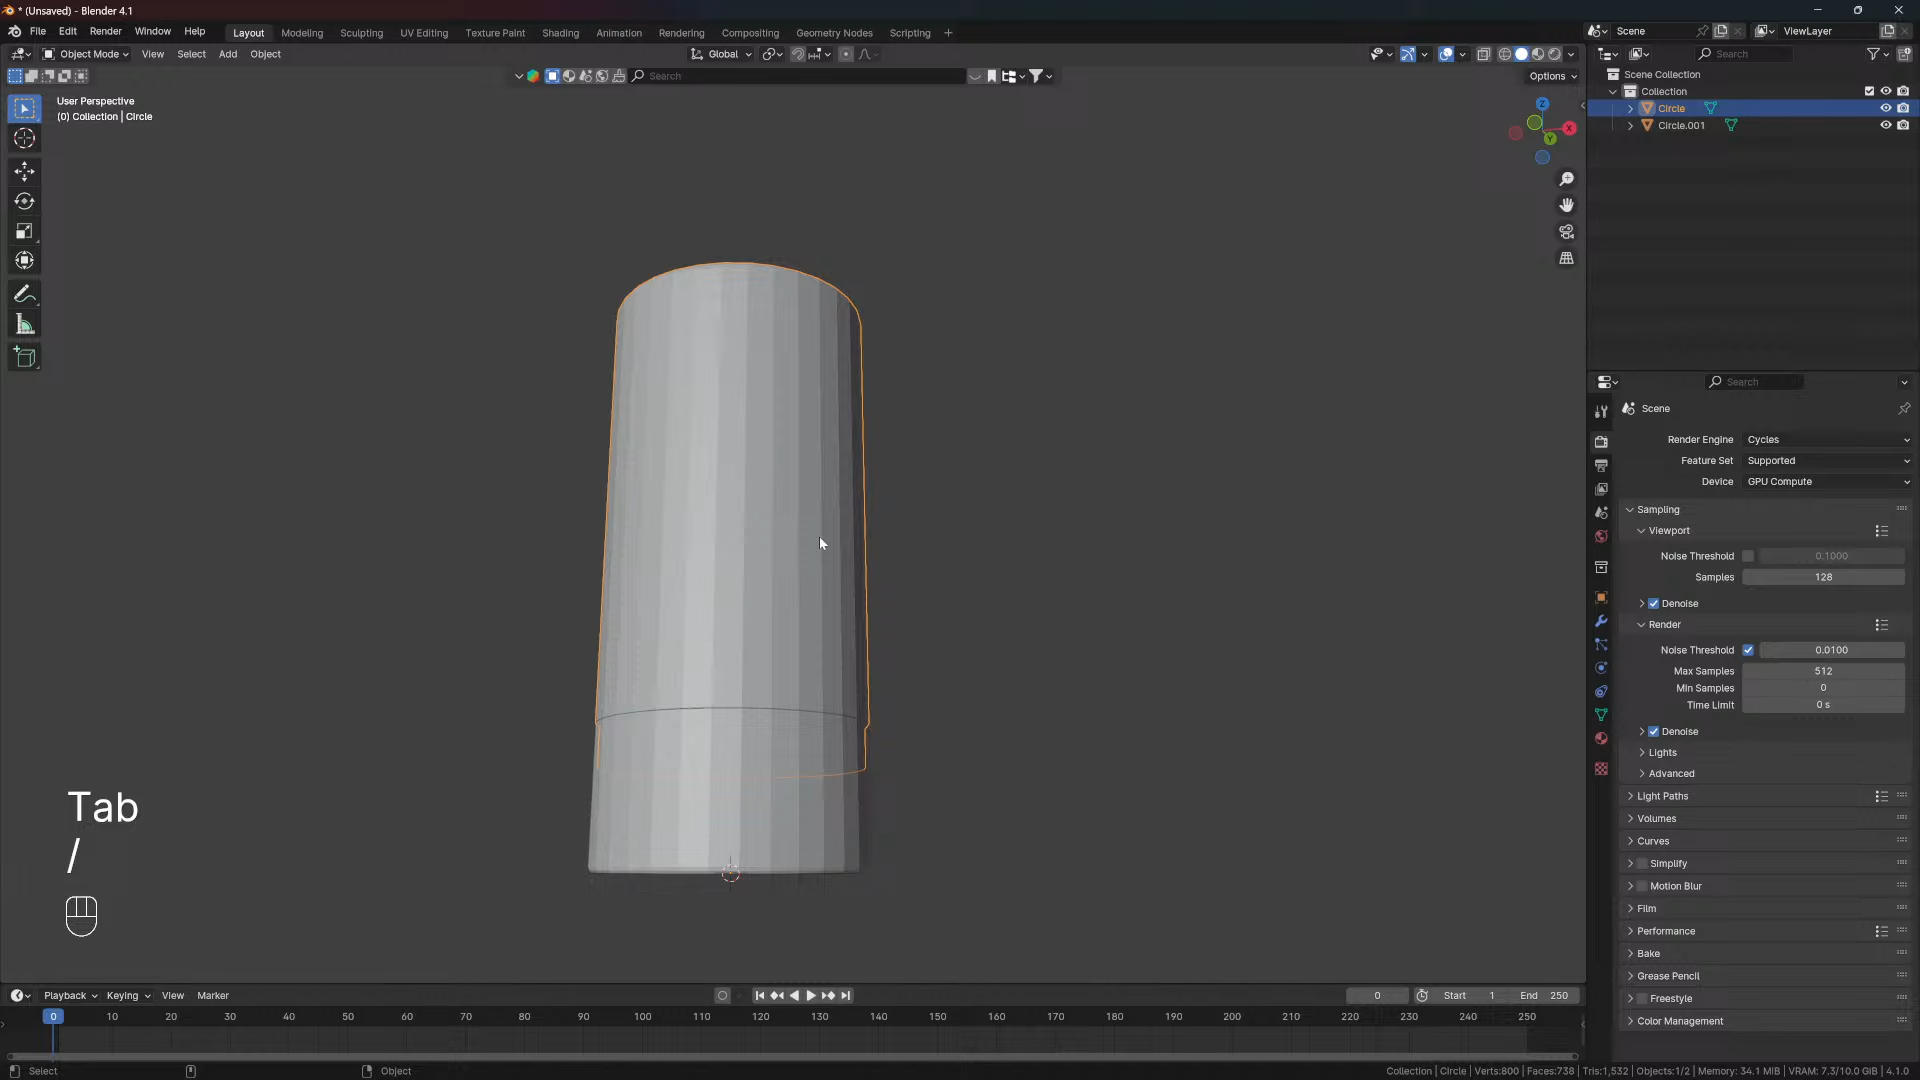 * (Unsaved) - Blender 4.1
File Edit Render Window Help Layout Modeling Sculpting UV Editing Texture Paint Shading Animation Rendering Compositing Geometry Nodes Scripting + Scene ViewLayer
Object Mode View Select Add Object Global Search
Search Options
User Perspective
(0) Collection | Circle
Scene Collection
Collection
Circle
Circle.001
Z
X
Y
Search
Scene
Render Engine Cycles
Feature Set Supported
Device GPU Compute
Sampling
Viewport
Noise Threshold 0.1000
Samples 128
Denoise
Render
Noise Threshold 0.0100
Max Samples 512
Min Samples 0
Time Limit 0 s
Denoise
Lights
Advanced
Light Paths
Volumes
Curves
Simplify
Motion Blur
Film
Performance
Bake
Grease Pencil
Freestyle
Color Management
Tab
/
Playback Keying View Marker 0 Start 1 End 250
0 10 20 30 40 50 60 70 80 90 100 110 120 130 140 150 160 170 180 190 200 210 220 230 240 250
Select Object Collection | Circle | Verts:800 | Faces:738 | Tris:1,532 | Objects:1/2 | Memory: 34.1 MiB | VRAM: 7.3/10.0 GiB | 4.1.0